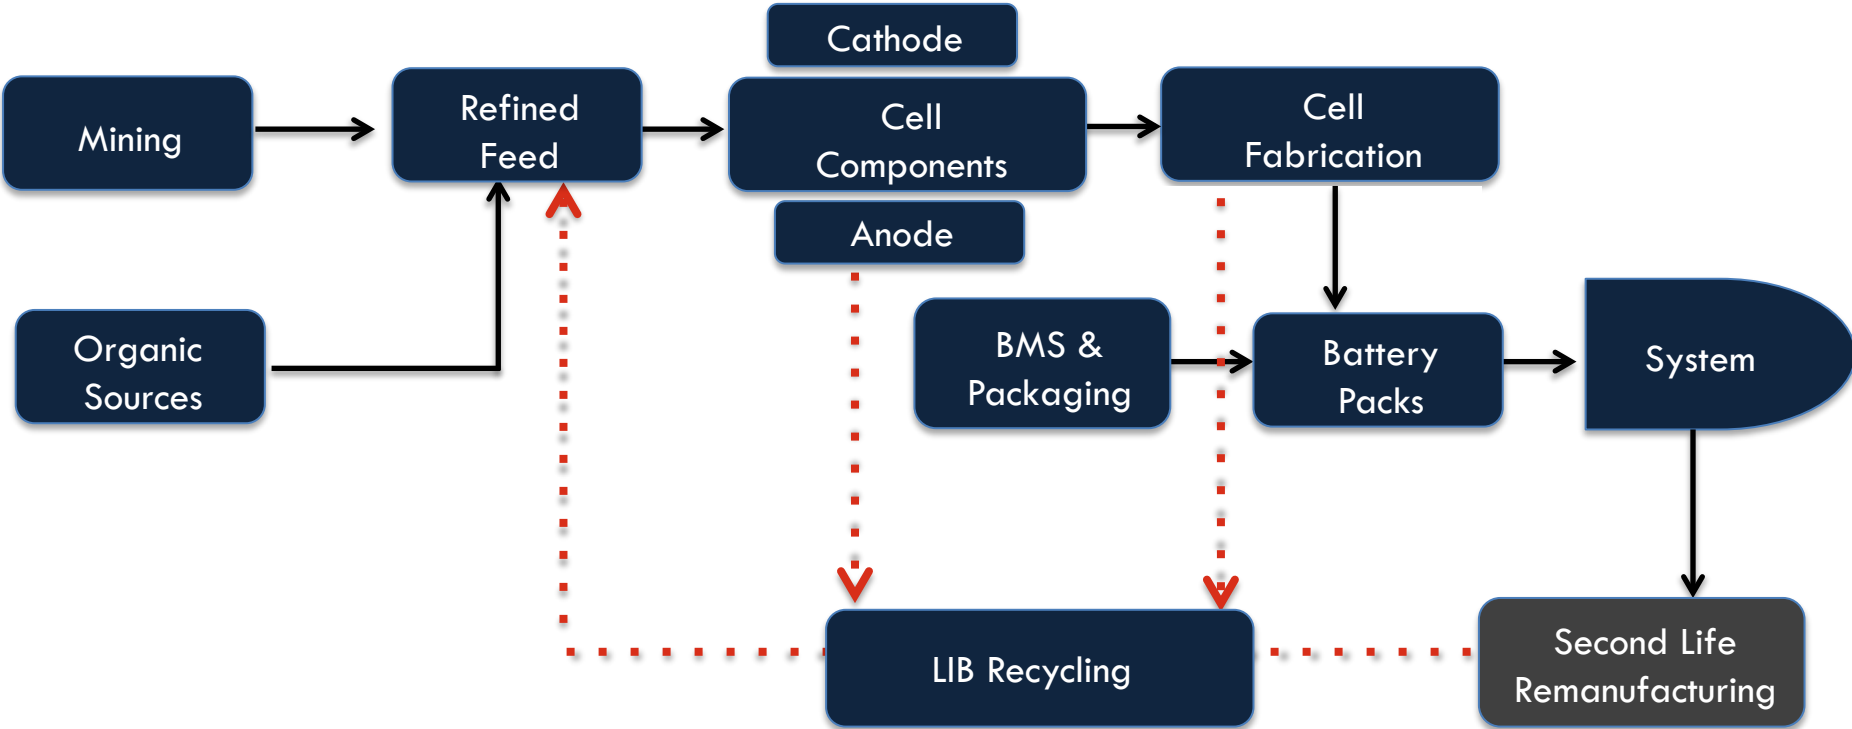 Cathode
Mining
Refined
Feed
Cell
Components
Cell
Fabrication
Anode
Organic
Sources
BMS &
Packaging
Battery
Packs
System
LIB Recycling
Second Life
Remanufacturing